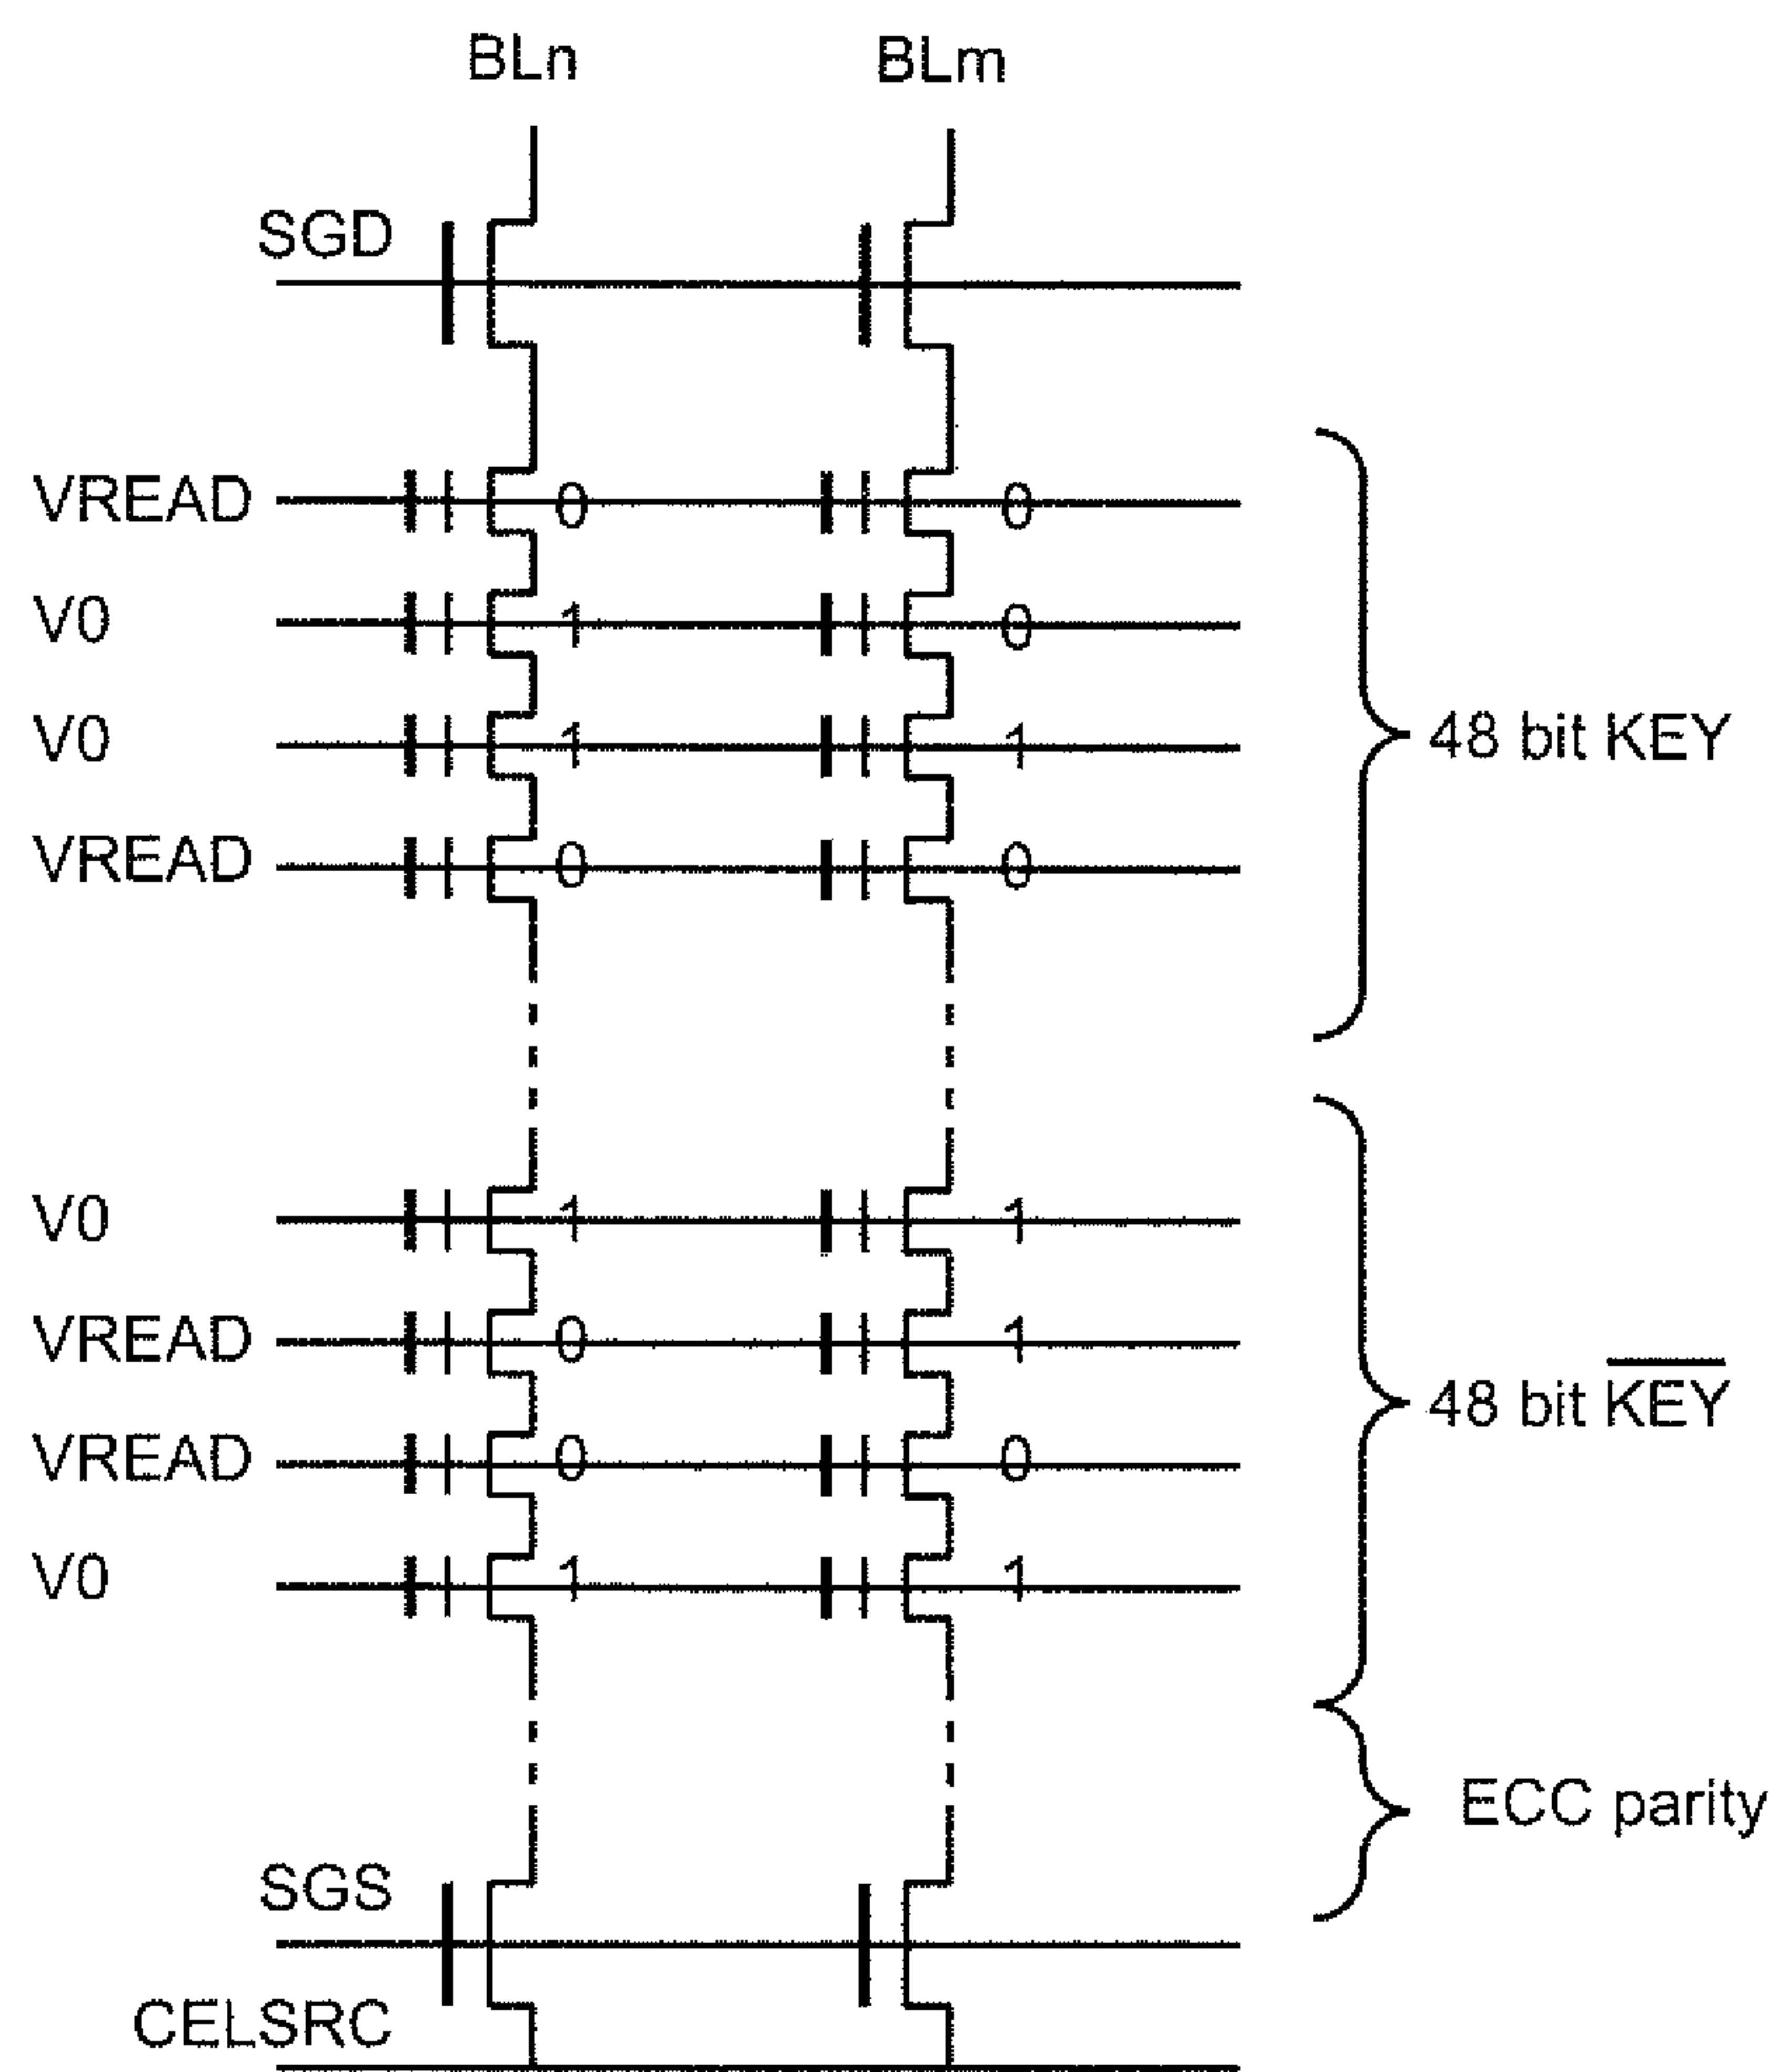 BLn BLm
SGD
VREAD 0 0
V0 1 0
V0 1 1
VREAD 0 0
48 bit KEY
V0 1 1
VREAD 0 1
VREAD 0 0
V0 1 1
48 bit K̅E̅Y̅
ECC parity
SGS
CELSRC